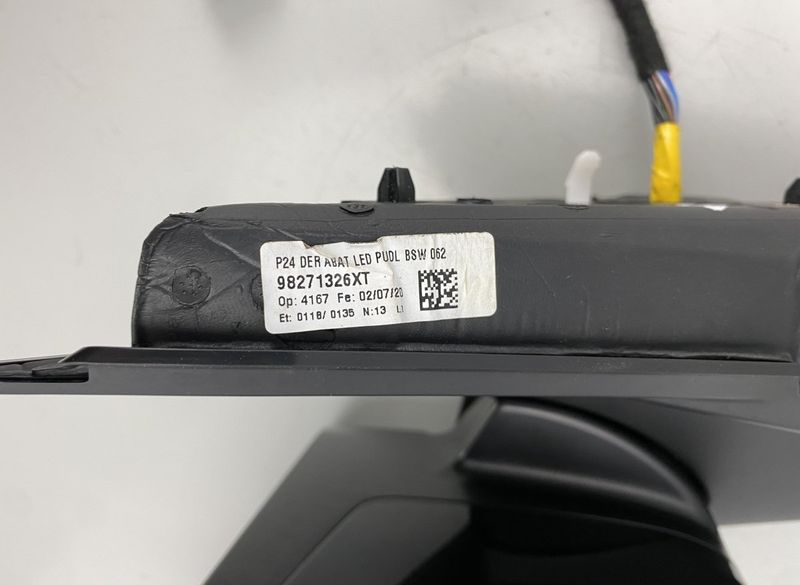 P24 DER ABAT LED PUDL BSW 062
98271326XT
Op: 4167 Fe: 02/07/20
Et: 0118/ 0135 N:13